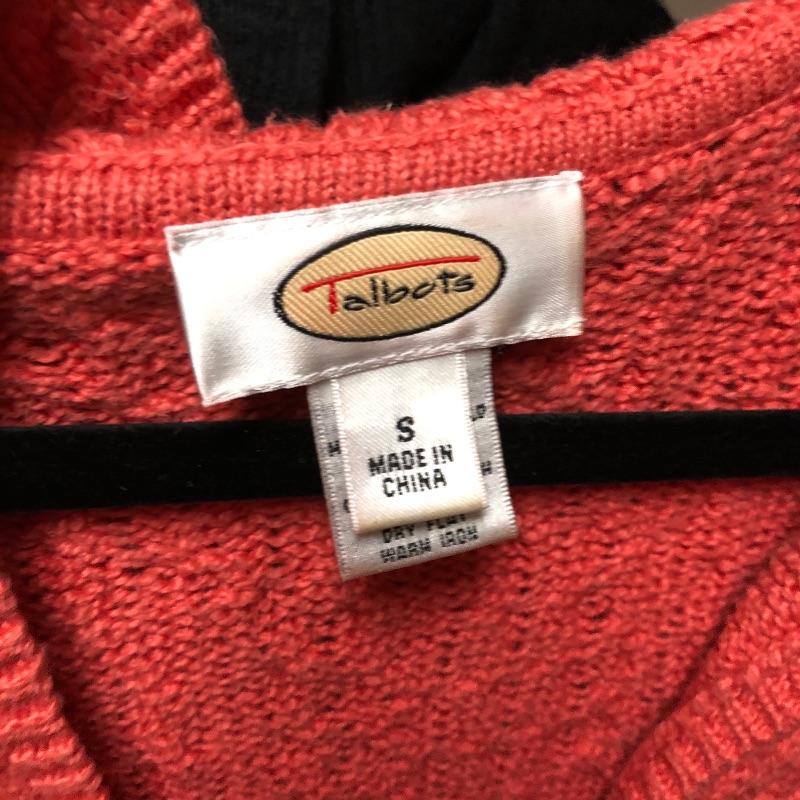 Talbots
S
MADE IN
CHINA
DRY FLAT
WARM IRON